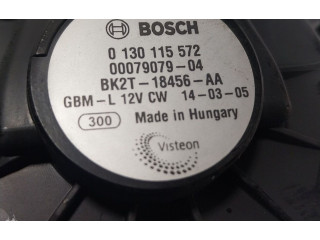 BOSCH
0 130 115 572
00079079-04
BK2T-18456-AA
GBM-L 12V CW 14-03-05
300 Made in Hungary
Visteon